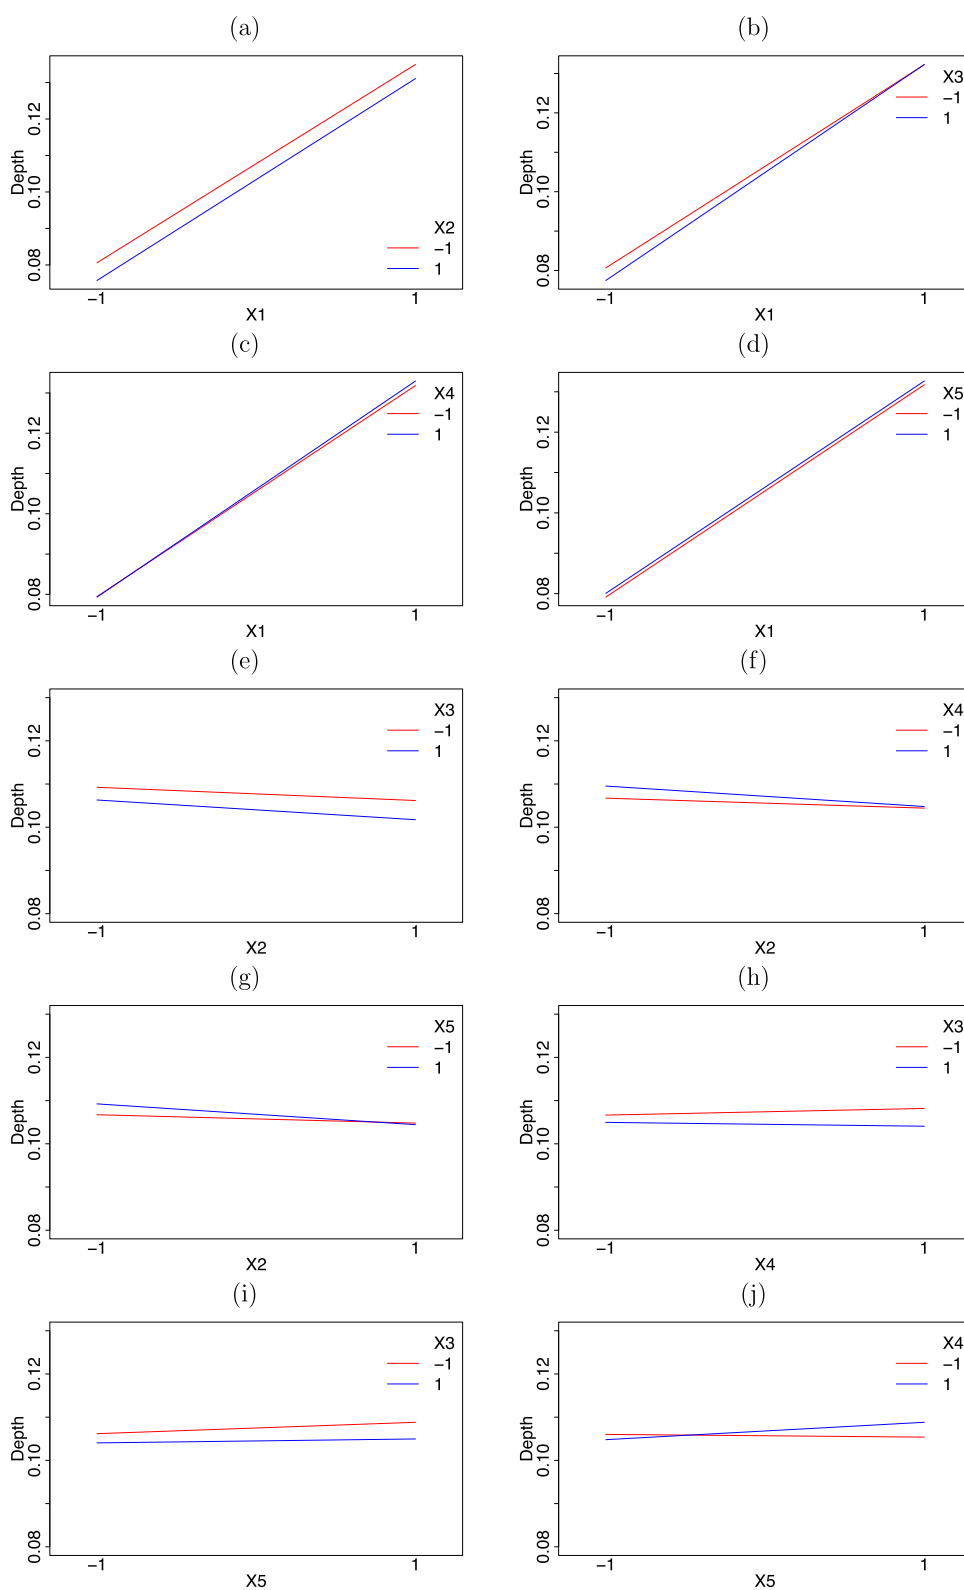 (a)
Depth
0.08 0.10 0.12
X2
−1
1
−1 1
X1
(b)
Depth
0.08 0.10 0.12
X3
−1
1
−1 1
X1
(c)
Depth
0.08 0.10 0.12
X4
−1
1
−1 1
X1
(d)
Depth
0.08 0.10 0.12
X5
−1
1
−1 1
X1
(e)
Depth
0.08 0.10 0.12
X3
−1
1
−1 1
X2
(f)
Depth
0.08 0.10 0.12
X4
−1
1
−1 1
X2
(g)
Depth
0.08 0.10 0.12
X5
−1
1
−1 1
X2
(h)
Depth
0.08 0.10 0.12
X3
−1
1
−1 1
X4
(i)
Depth
0.08 0.10 0.12
X3
−1
1
−1 1
X5
(j)
Depth
0.08 0.10 0.12
X4
−1
1
−1 1
X5